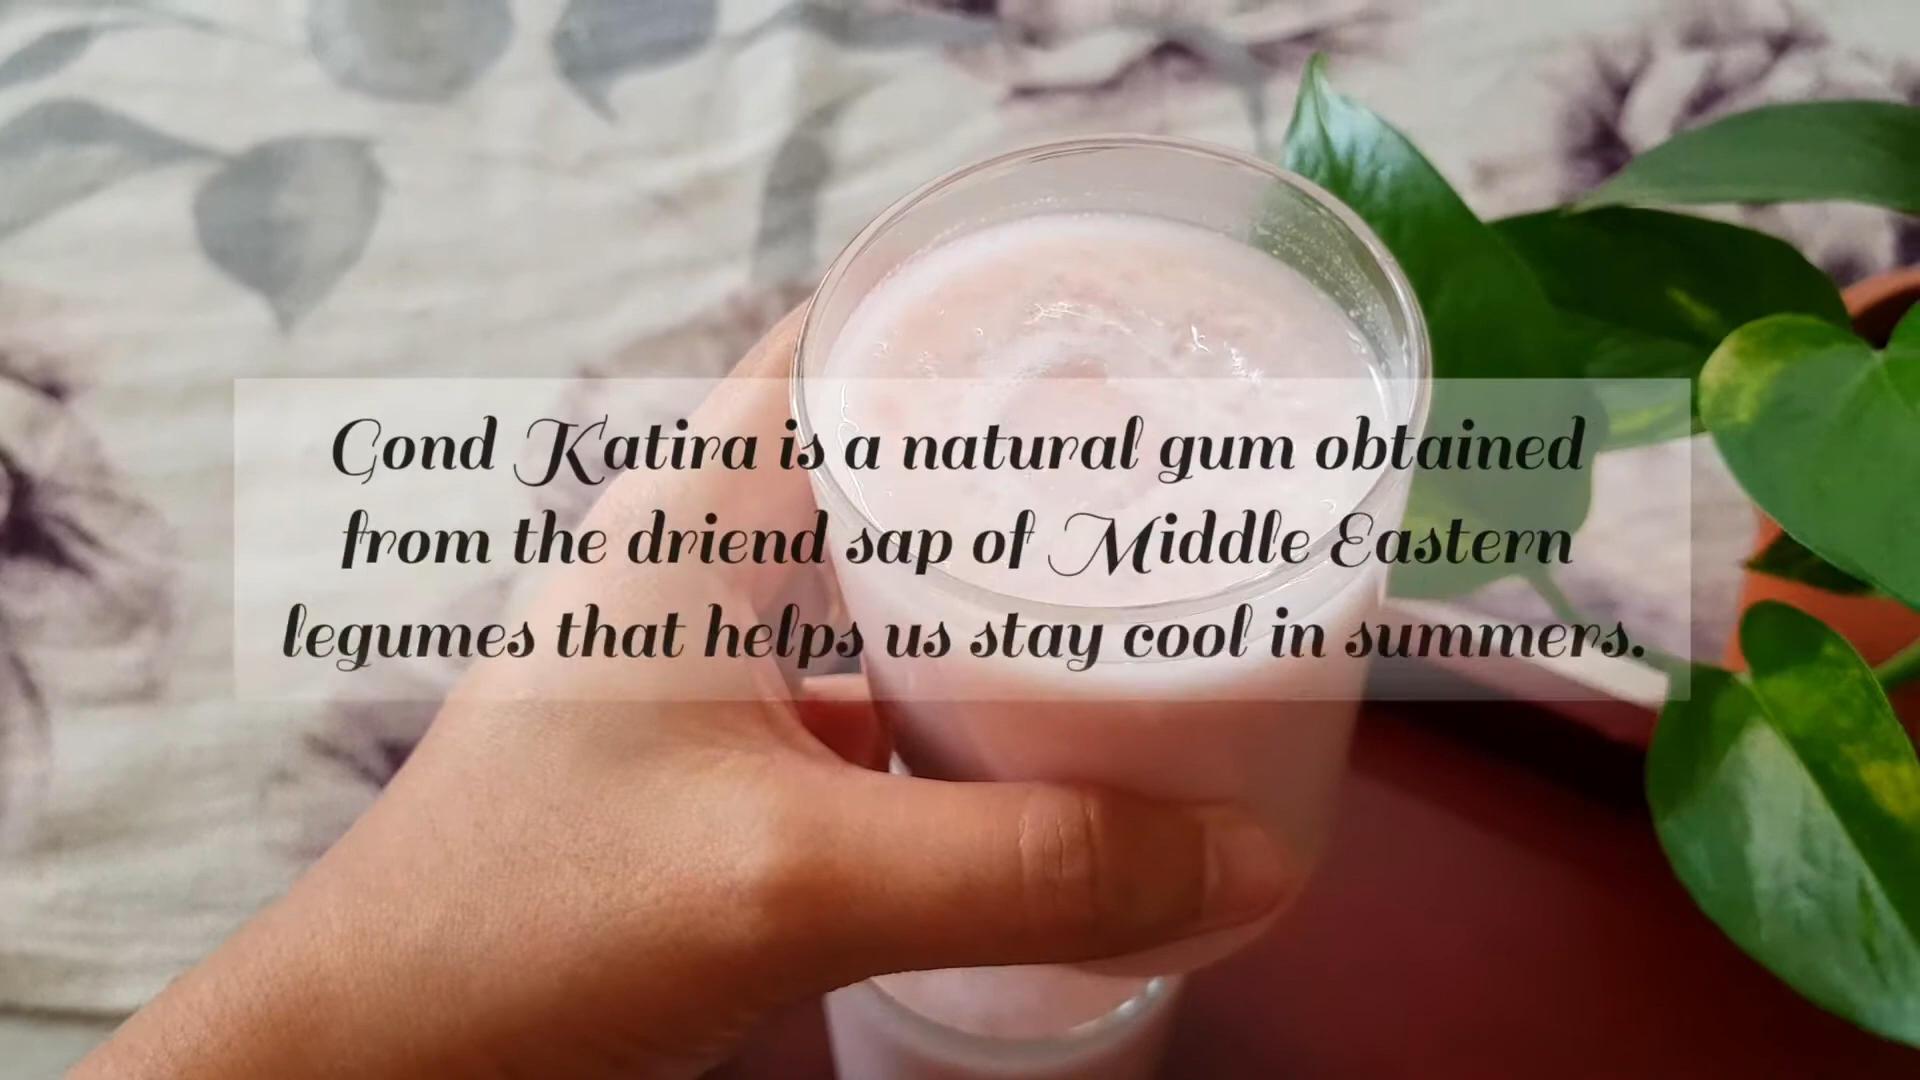 Gond Katira is a natural gum obtained
from the driend sap of Middle Eastern
legumes that helps us stay cool in summers.